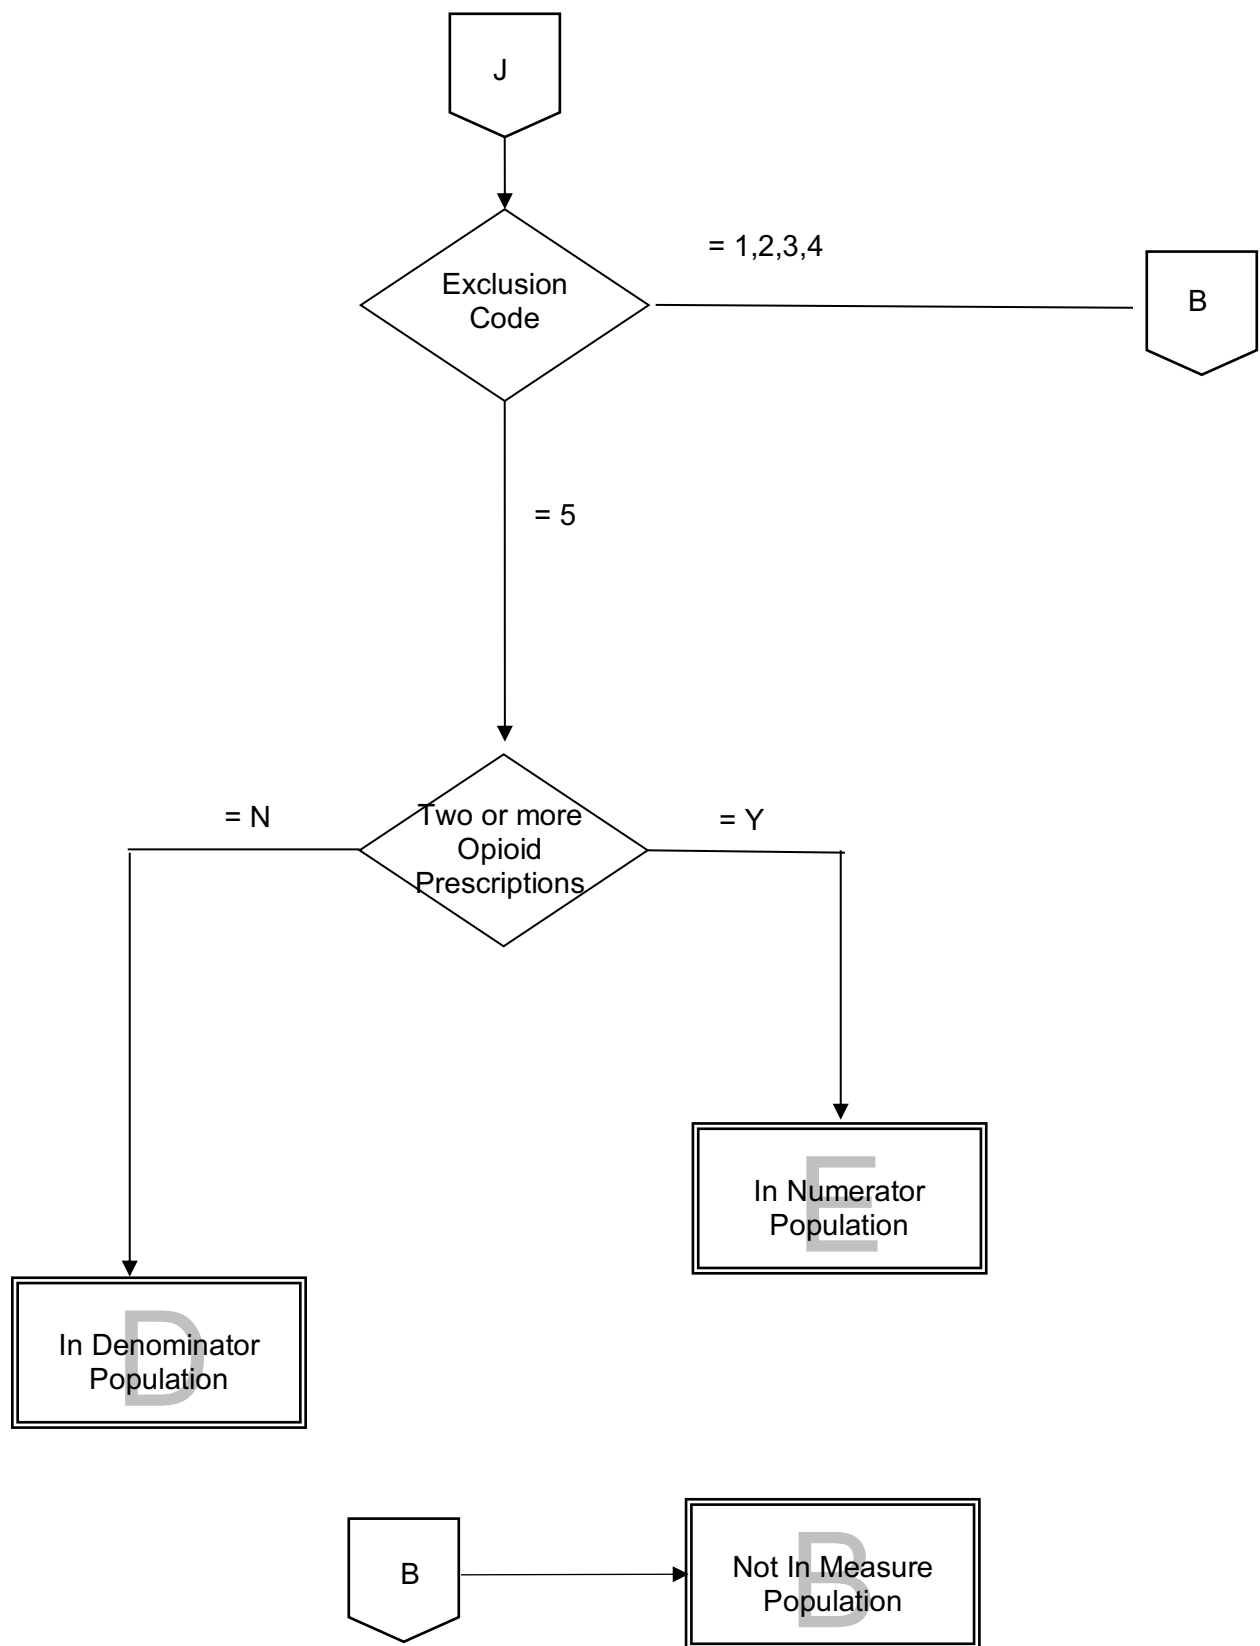 J
= 1,2,3,4
Exclusion
Code
B
= 5
= N
Two or more
Opioid
Prescriptions
= Y
E
In Numerator
Population
D
In Denominator
Population
B
B
Not In Measure
Population